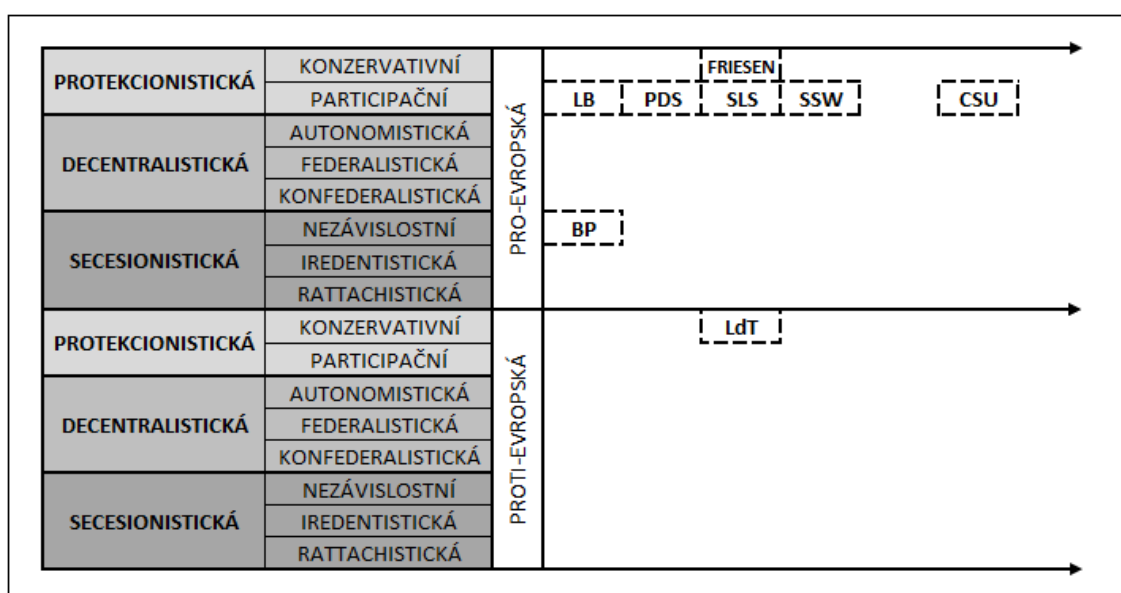 PROTEKCIONISTICKÁ
KONZERVATIVNÍ
PARTICIPAČNÍ
DECENTRALISTICKÁ
AUTONOMISTICKÁ
FEDERALISTICKÁ
KONFEDERALISTICKÁ
SECESIONISTICKÁ
NEZÁVISLOSTNÍ
IREDENTISTICKÁ
RATTACHISTICKÁ
PRO-EVROPSKÁ
FRIESEN
LB PDS SLS SSW CSU
BP
PROTEKCIONISTICKÁ
KONZERVATIVNÍ
PARTICIPAČNÍ
DECENTRALISTICKÁ
AUTONOMISTICKÁ
FEDERALISTICKÁ
KONFEDERALISTICKÁ
SECESIONISTICKÁ
NEZÁVISLOSTNÍ
IREDENTISTICKÁ
RATTACHISTICKÁ
PROTI-EVROPSKÁ
LdT